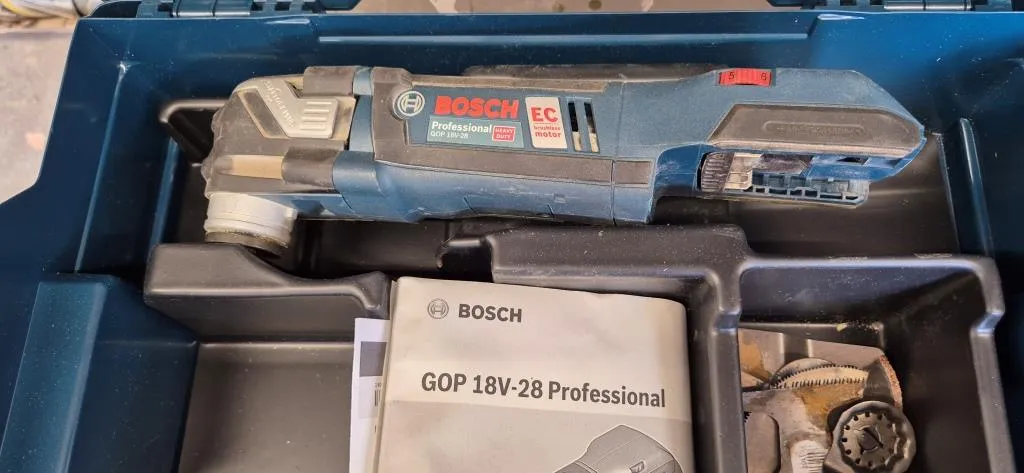 BOSCH
Professional
HEAVY
DUTY
GOP 18V-28
EC
brushless
motor
5 6
BOSCH
GOP 18V-28 Professional